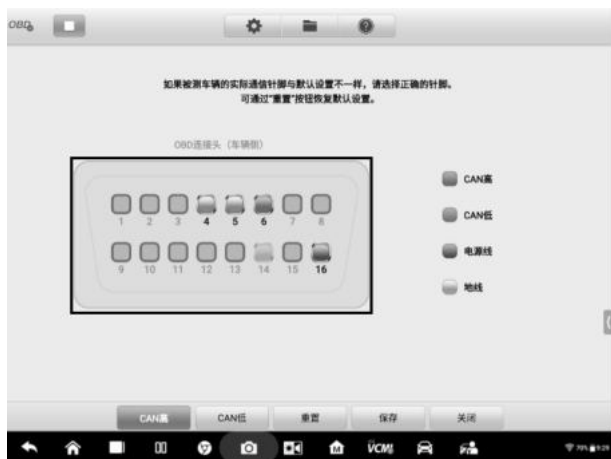 OBD
如果被测车辆的实际通信针脚与默认设置不一样，请选择正确的针脚。
可通过"重置"按钮恢复默认设置。
OBD连接头（车辆侧）
1 2 3 4 5 6 7 8
9 10 11 12 13 14 15 16
CAN高
CAN低
电源线
地线
CAN高 CAN低 重置 保存 关闭
VCMI